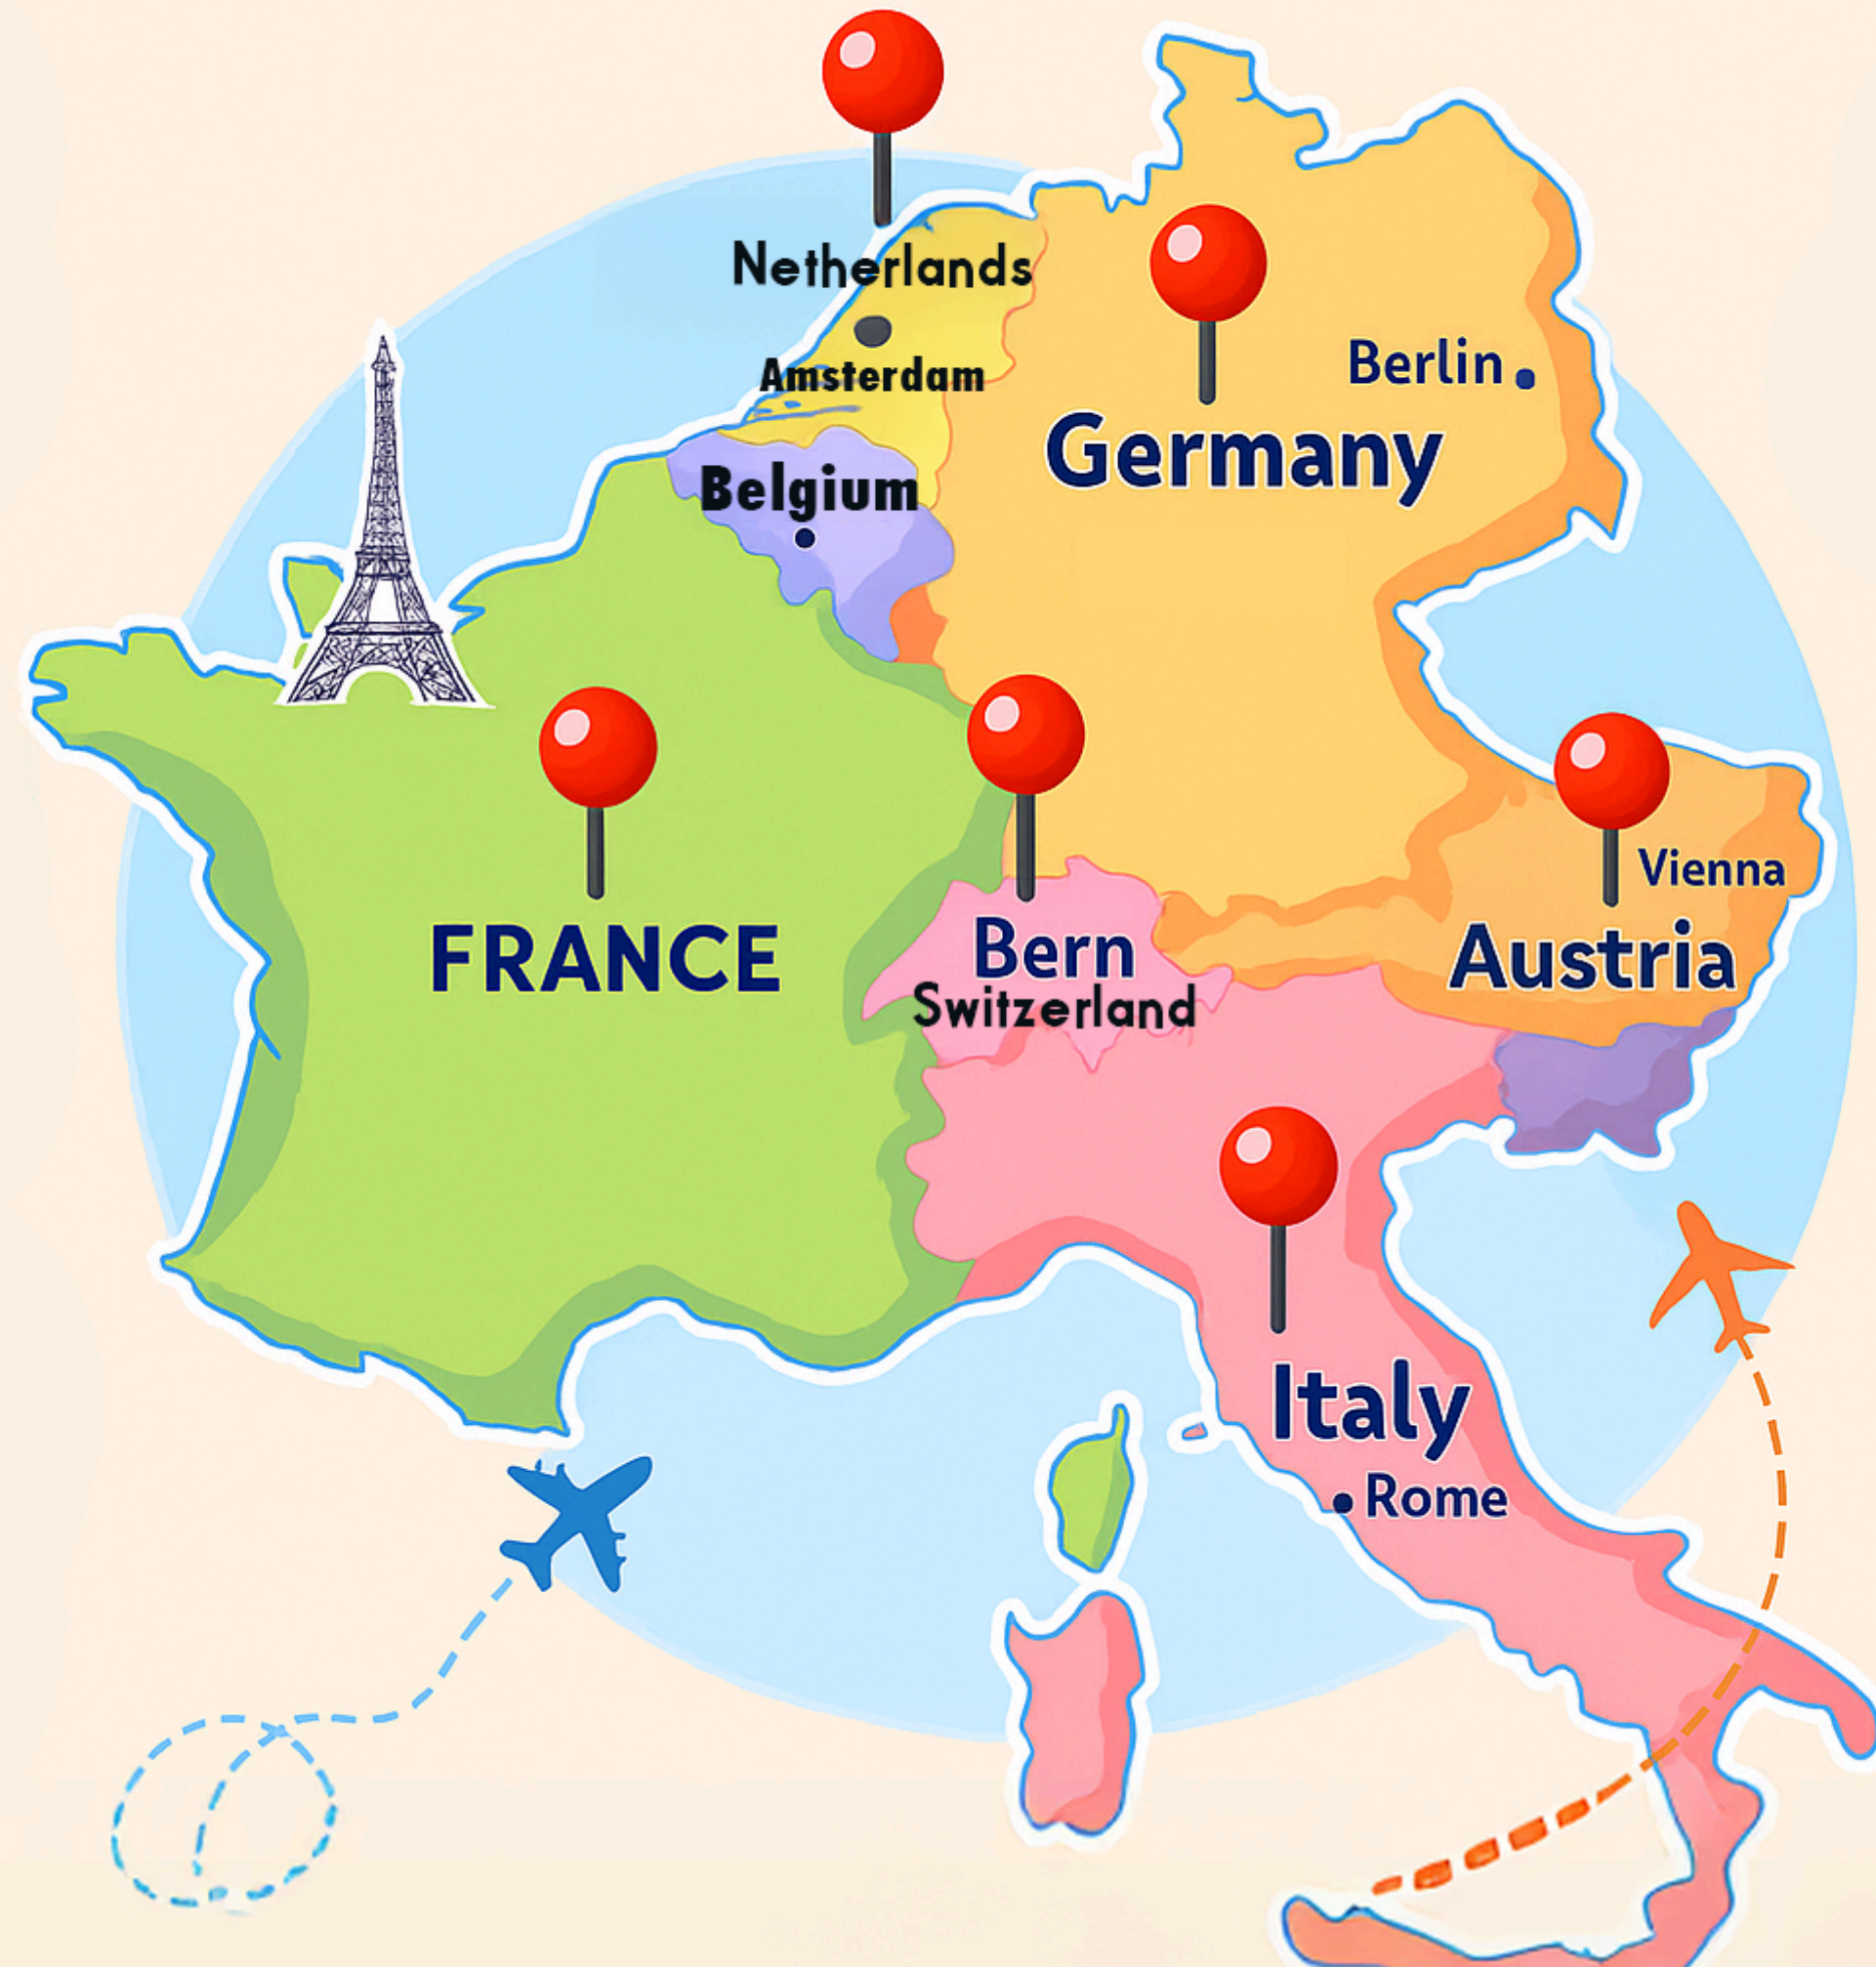 Netherlands
Amsterdam
Berlin
Germany
Belgium
Vienna
FRANCE
Bern
Switzerland
Austria
Italy
Rome